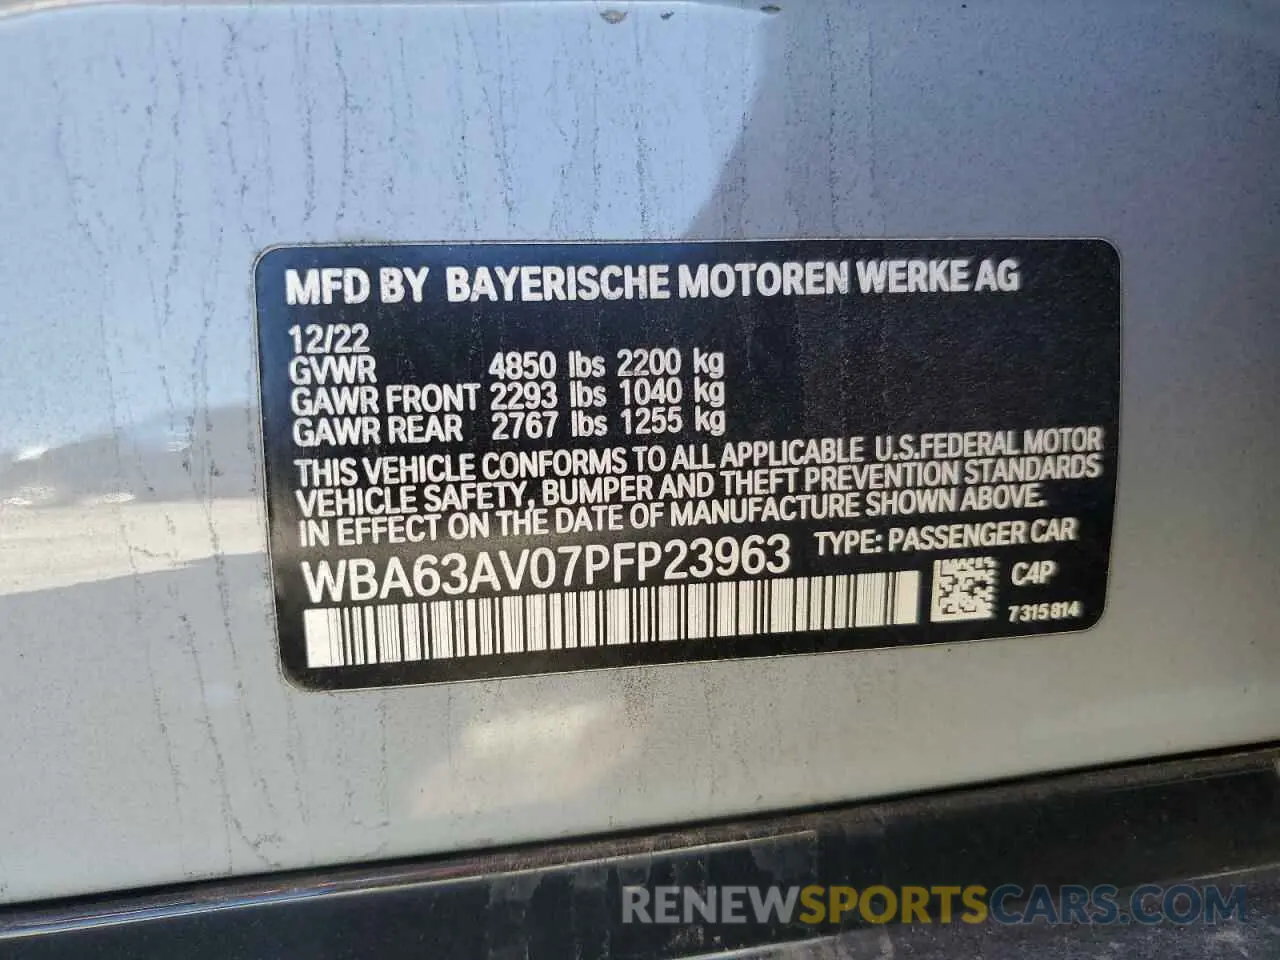 MFD BY BAYERISCHE MOTOREN WERKE AG
12/22
GVWR 4850 lbs 2200 kg
GAWR FRONT 2293 lbs 1040 kg
GAWR REAR 2767 lbs 1255 kg
THIS VEHICLE CONFORMS TO ALL APPLICABLE U.S.FEDERAL MOTOR
VEHICLE SAFETY, BUMPER AND THEFT PREVENTION STANDARDS
IN EFFECT ON THE DATE OF MANUFACTURE SHOWN ABOVE.
WBA63AV07PFP23963 TYPE: PASSENGER CAR
C4P
7315814
RENEWSPORTSCARS.COM